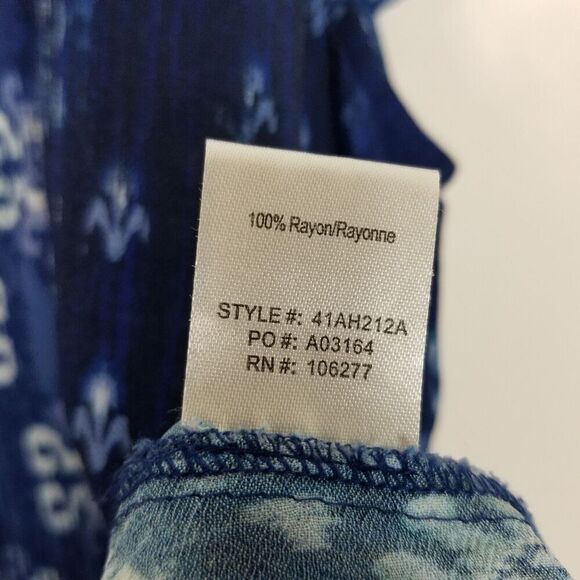 100% Rayon/Rayonne
STYLE #: 41AH212A
PO #: A03164
RN #: 106277